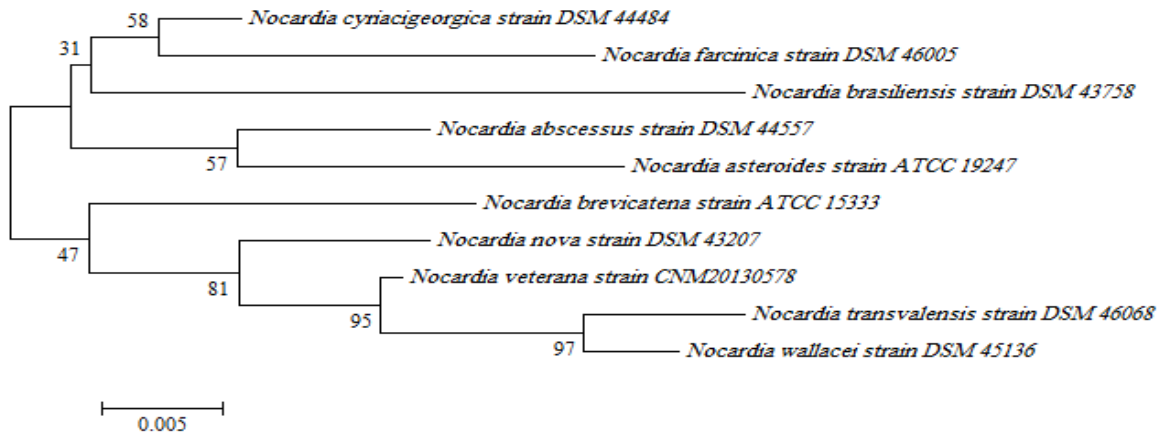 Nocardia cyriacigeorgica strain DSM 44484
58
31
Nocardia farcinica strain DSM 46005
Nocardia brasiliensis strain DSM 43758
Nocardia abscessus strain DSM 44557
57
Nocardia asteroides strain ATCC 19247
Nocardia brevicatena strain ATCC 15333
47
Nocardia nova strain DSM 43207
81
Nocardia veterana strain CNM20130578
95
Nocardia transvalensis strain DSM 46068
97
Nocardia wallacei strain DSM 45136
0.005